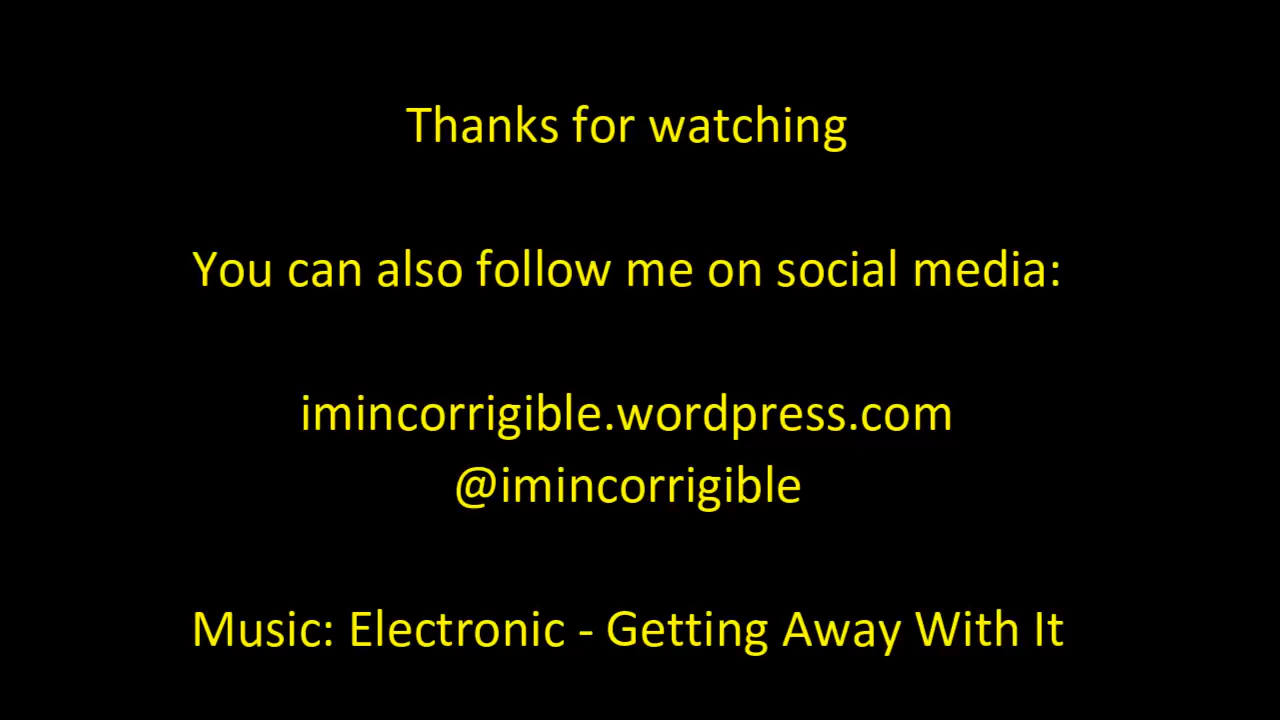 Thanks for watching
You can also follow me on social media:
imincorrigible.wordpress.com
@imincorrigible
Music: Electronic - Getting Away With It